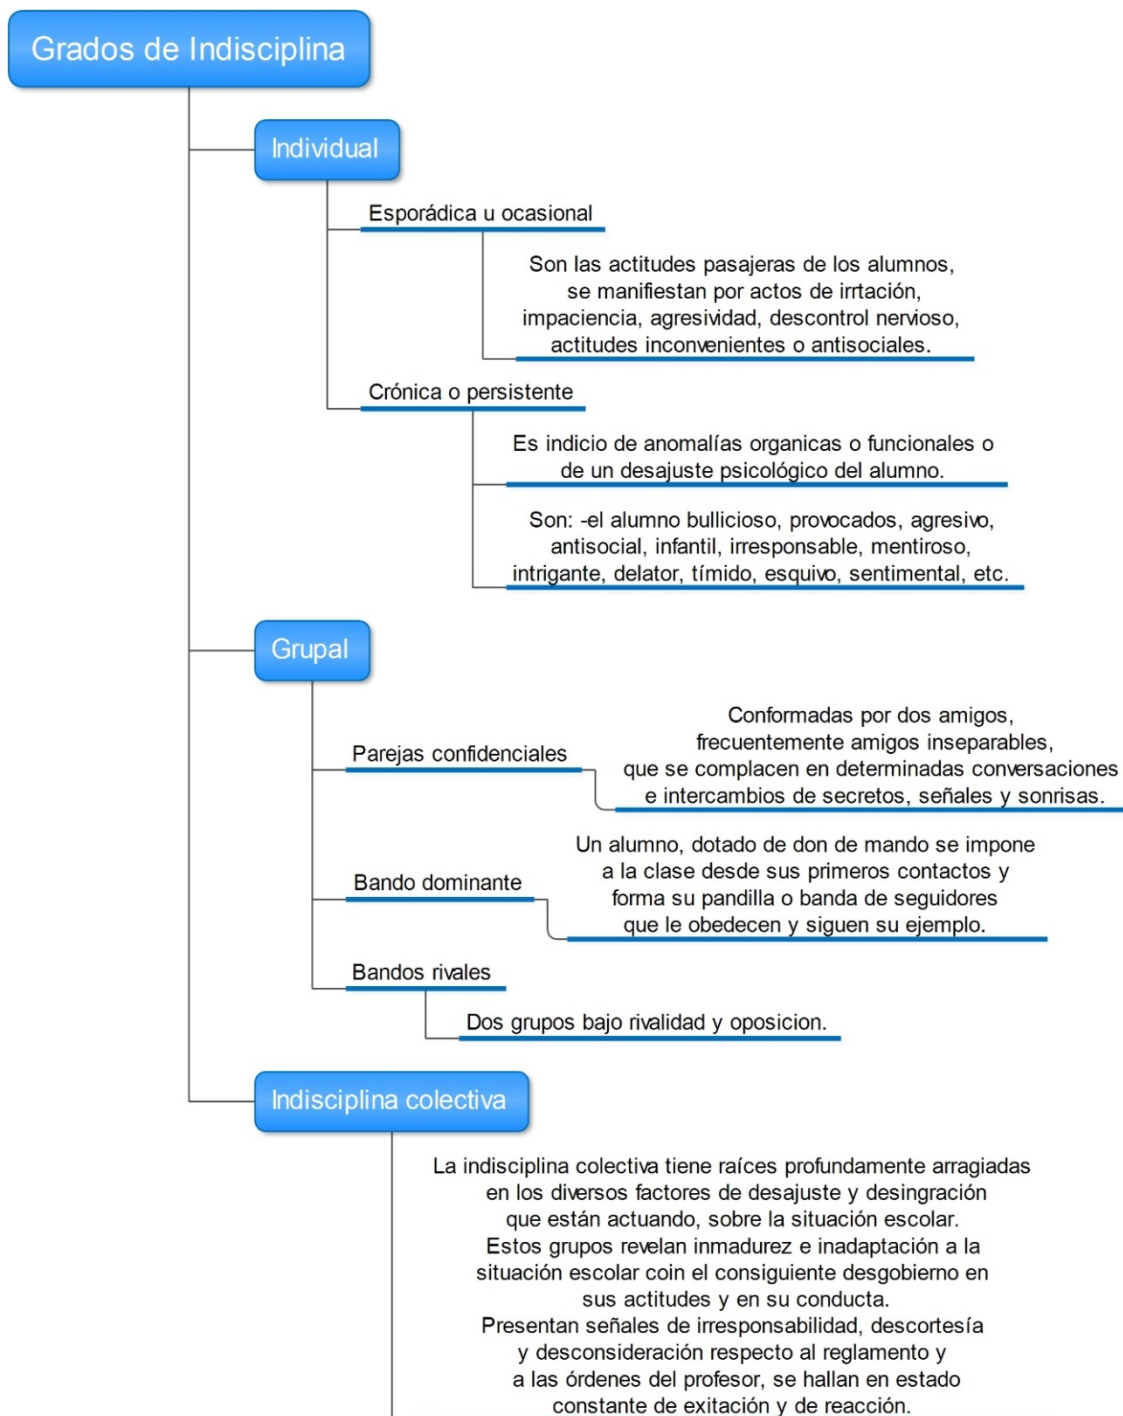 Grados de Indisciplina
Individual
Esporádica u ocasional
Son las actitudes pasajeras de los alumnos,
se manifiestan por actos de irrtación,
impaciencia, agresividad, descontrol nervioso,
actitudes inconvenientes o antisociales.
Crónica o persistente
Es indicio de anomalías organicas o funcionales o
de un desajuste psicológico del alumno.
Son: -el alumno bullicioso, provocados, agresivo,
antisocial, infantil, irresponsable, mentiroso,
intrigante, delator, tímido, esquivo, sentimental, etc.
Grupal
Parejas confidenciales
Conformadas por dos amigos,
frecuentemente amigos inseparables,
que se complacen en determinadas conversaciones
e intercambios de secretos, señales y sonrisas.
Bando dominante
Un alumno, dotado de don de mando se impone
a la clase desde sus primeros contactos y
forma su pandilla o banda de seguidores
que le obedecen y siguen su ejemplo.
Bandos rivales
Dos grupos bajo rivalidad y oposicion.
Indisciplina colectiva
La indisciplina colectiva tiene raíces profundamente arragiadas
en los diversos factores de desajuste y desingración
que están actuando, sobre la situación escolar.
Estos grupos revelan inmadurez e inadaptación a la
situación escolar coin el consiguiente desgobierno en
sus actitudes y en su conducta.
Presentan señales de irresponsabilidad, descortesía
y desconsideración respecto al reglamento y
a las órdenes del profesor, se hallan en estado
constante de exitación y de reacción.